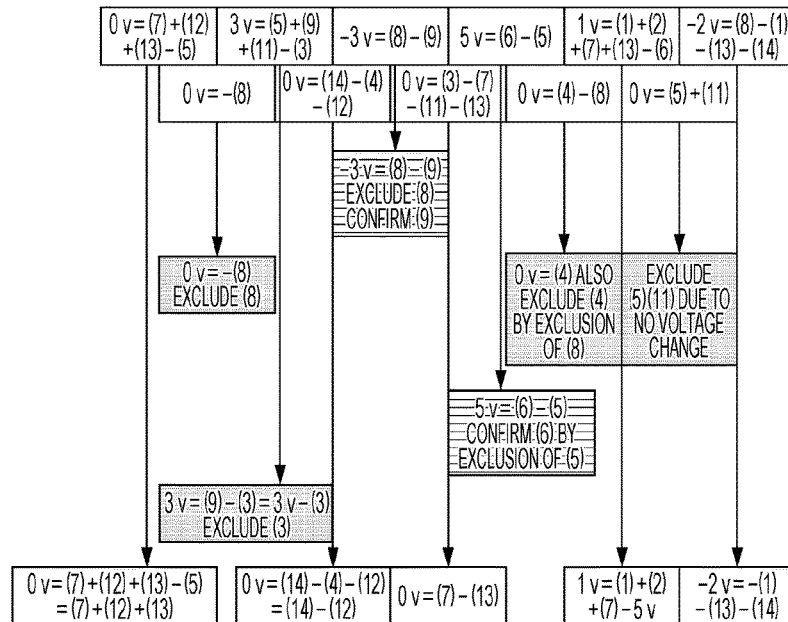 0 v = (7) + (12)
+(13) – (5)
3 v = (5) + (9)
+(11) – (3)
–3 v = (8) – (9)
5 v = (6) – (5)
1 v = (1) + (2)
+(7) + (13) – (6)
–2 v = (8) – (1)
–(13) – (14)
0 v = –(8)
0 v = (14) – (4)
–(12)
0 v = (3) – (7)
–(11) – (13)
0 v = (4) – (8)
0 v = (5) + (11)
–3 v = (8) – (9)
EXCLUDE (8)
CONFIRM (9)
0 v = –(8)
EXCLUDE (8)
0 v = (4) ALSO
EXCLUDE (4)
BY EXCLUSION
OF (8)
EXCLUDE
5)(11) DUE TO
NO VOLTAGE
CHANGE
5 v = (6) – (5)
CONFIRM (6) BY
EXCLUSION OF (5)
3 v = (9) – (3) = 3 v – (3)
EXCLUDE (3)
0 v = (7) + (12) + (13) – (5)
= (7) + (12) + (13)
0 v = (14) – (4) – (12)
= (14) – (12)
0 v = (7) – (13)
1 v = (1) + (2)
+(7) – 5 v
–2 v = –(1)
–(13) – (14)